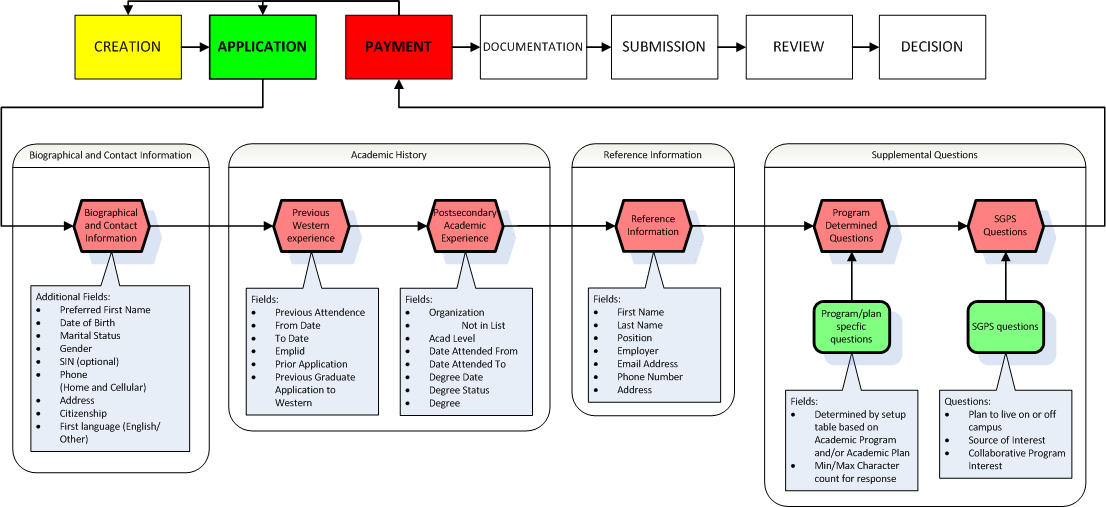 CREATION
APPLICATION
PAYMENT
DOCUMENTATION
SUBMISSION
REVIEW
DECISION
Biographical and Contact Information
Biographical
and Contact
Information
Additional Fields:
• Preferred First Name
• Date of Birth
• Marital Status
• Gender
• SIN (optional)
• Phone
(Home and Cellular)
• Address
• Citizenship
• First language (English/
Other)
Academic History
Previous
Western
experience
Fields:
• Previous Attendence
• From Date
• To Date
• Emplid
• Prior Application
• Previous Graduate
Application to
Western
Postsecondary
Academic
Experience
Fields:
• Organization
Not in List
• Acad Level
• Date Attended From
• Date Attended To
• Degree Date
• Degree Status
• Degree
Reference Information
Reference
Information
Fields:
• First Name
• Last Name
• Position
• Employer
• Email Address
• Phone Number
• Address
Supplemental Questions
Program
Determined
Questions
Program/plan
specfic
questions
Fields:
• Determined by setup
table based on
Academic Program
and/or Academic Plan
• Min/Max Character
count for response
SGPS
Questions
SGPS questions
Questions:
• Plan to live on or off
campus
• Source of Interest
• Collaborative Program
Interest